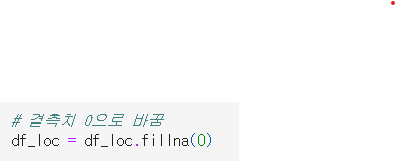 # 결측치 0으로 바꿈
df_loc = df_loc.fillna(0)